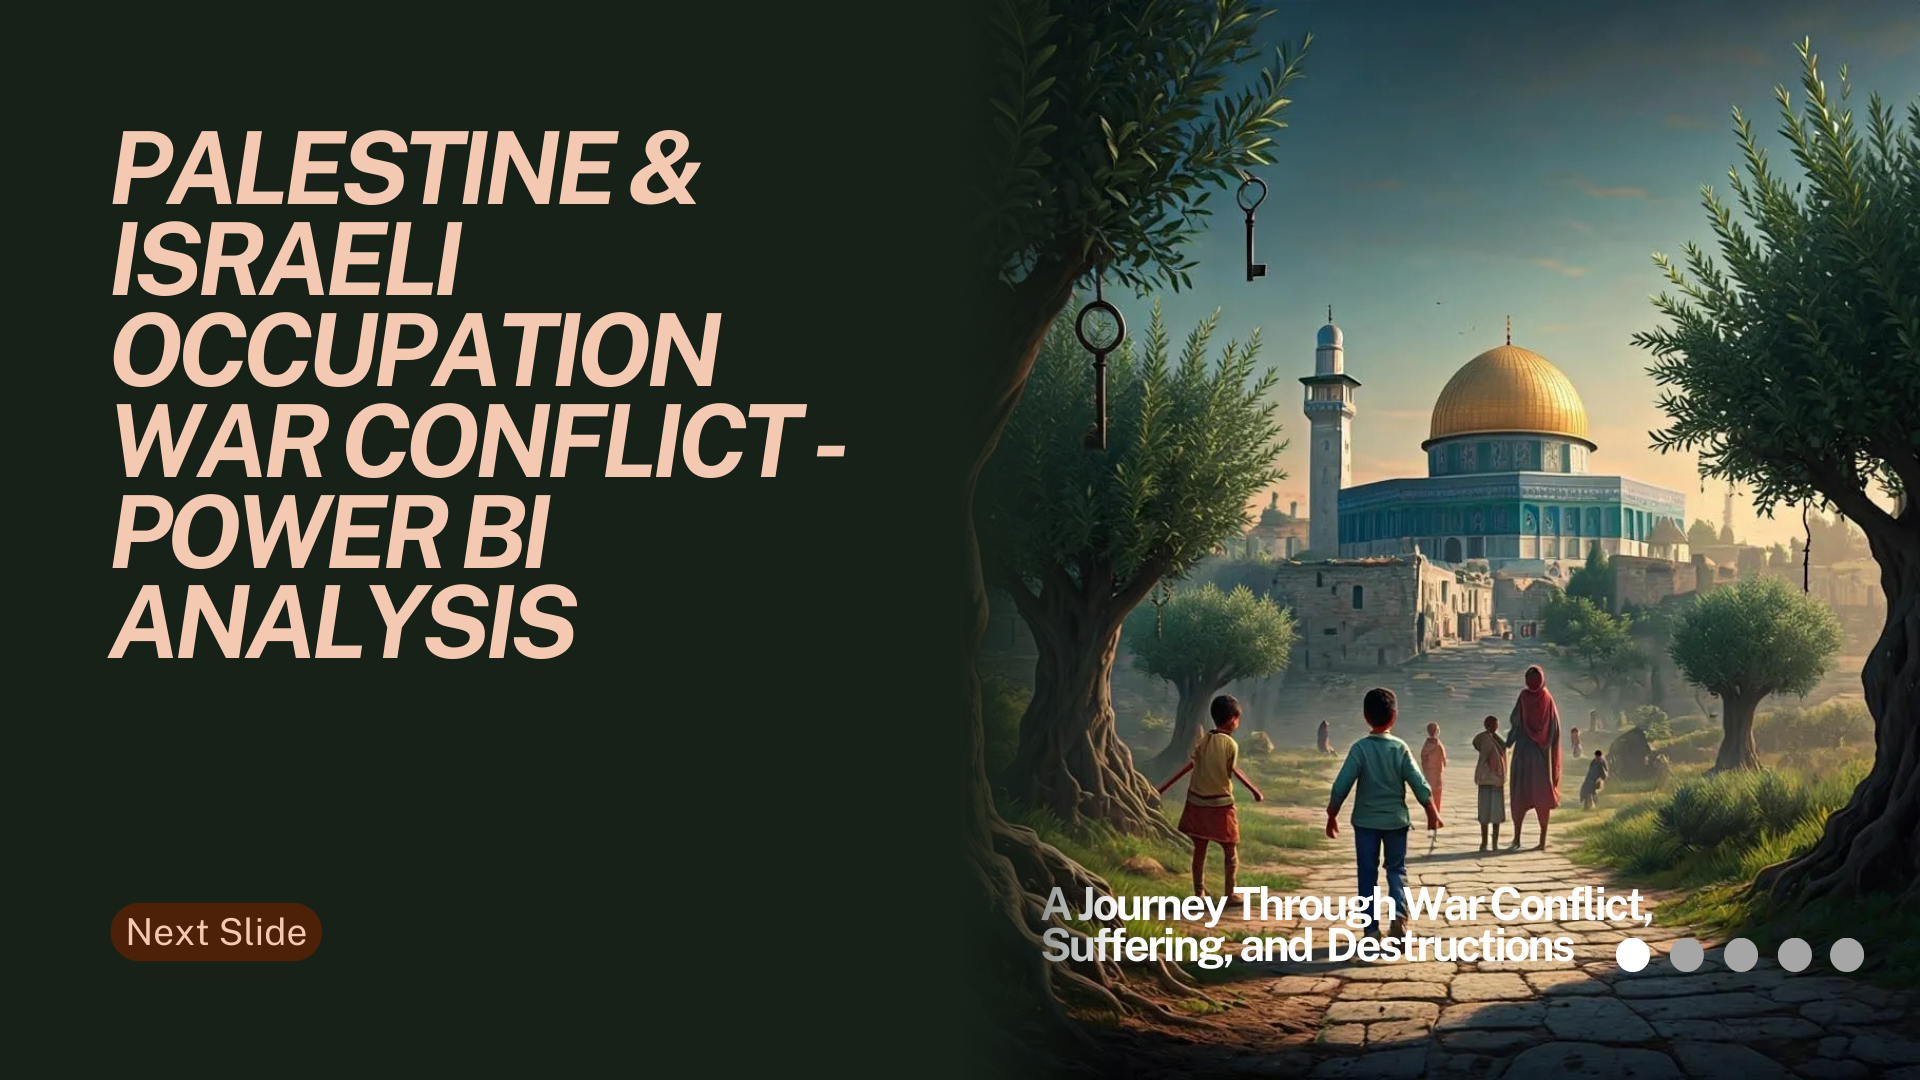 PALESTINE &
ISRAELI
OCCUPATION
WAR CONFLICT -
POWER BI
ANALYSIS
Next Slide
A Journey Through War Conflict,
Suffering, and Destructions